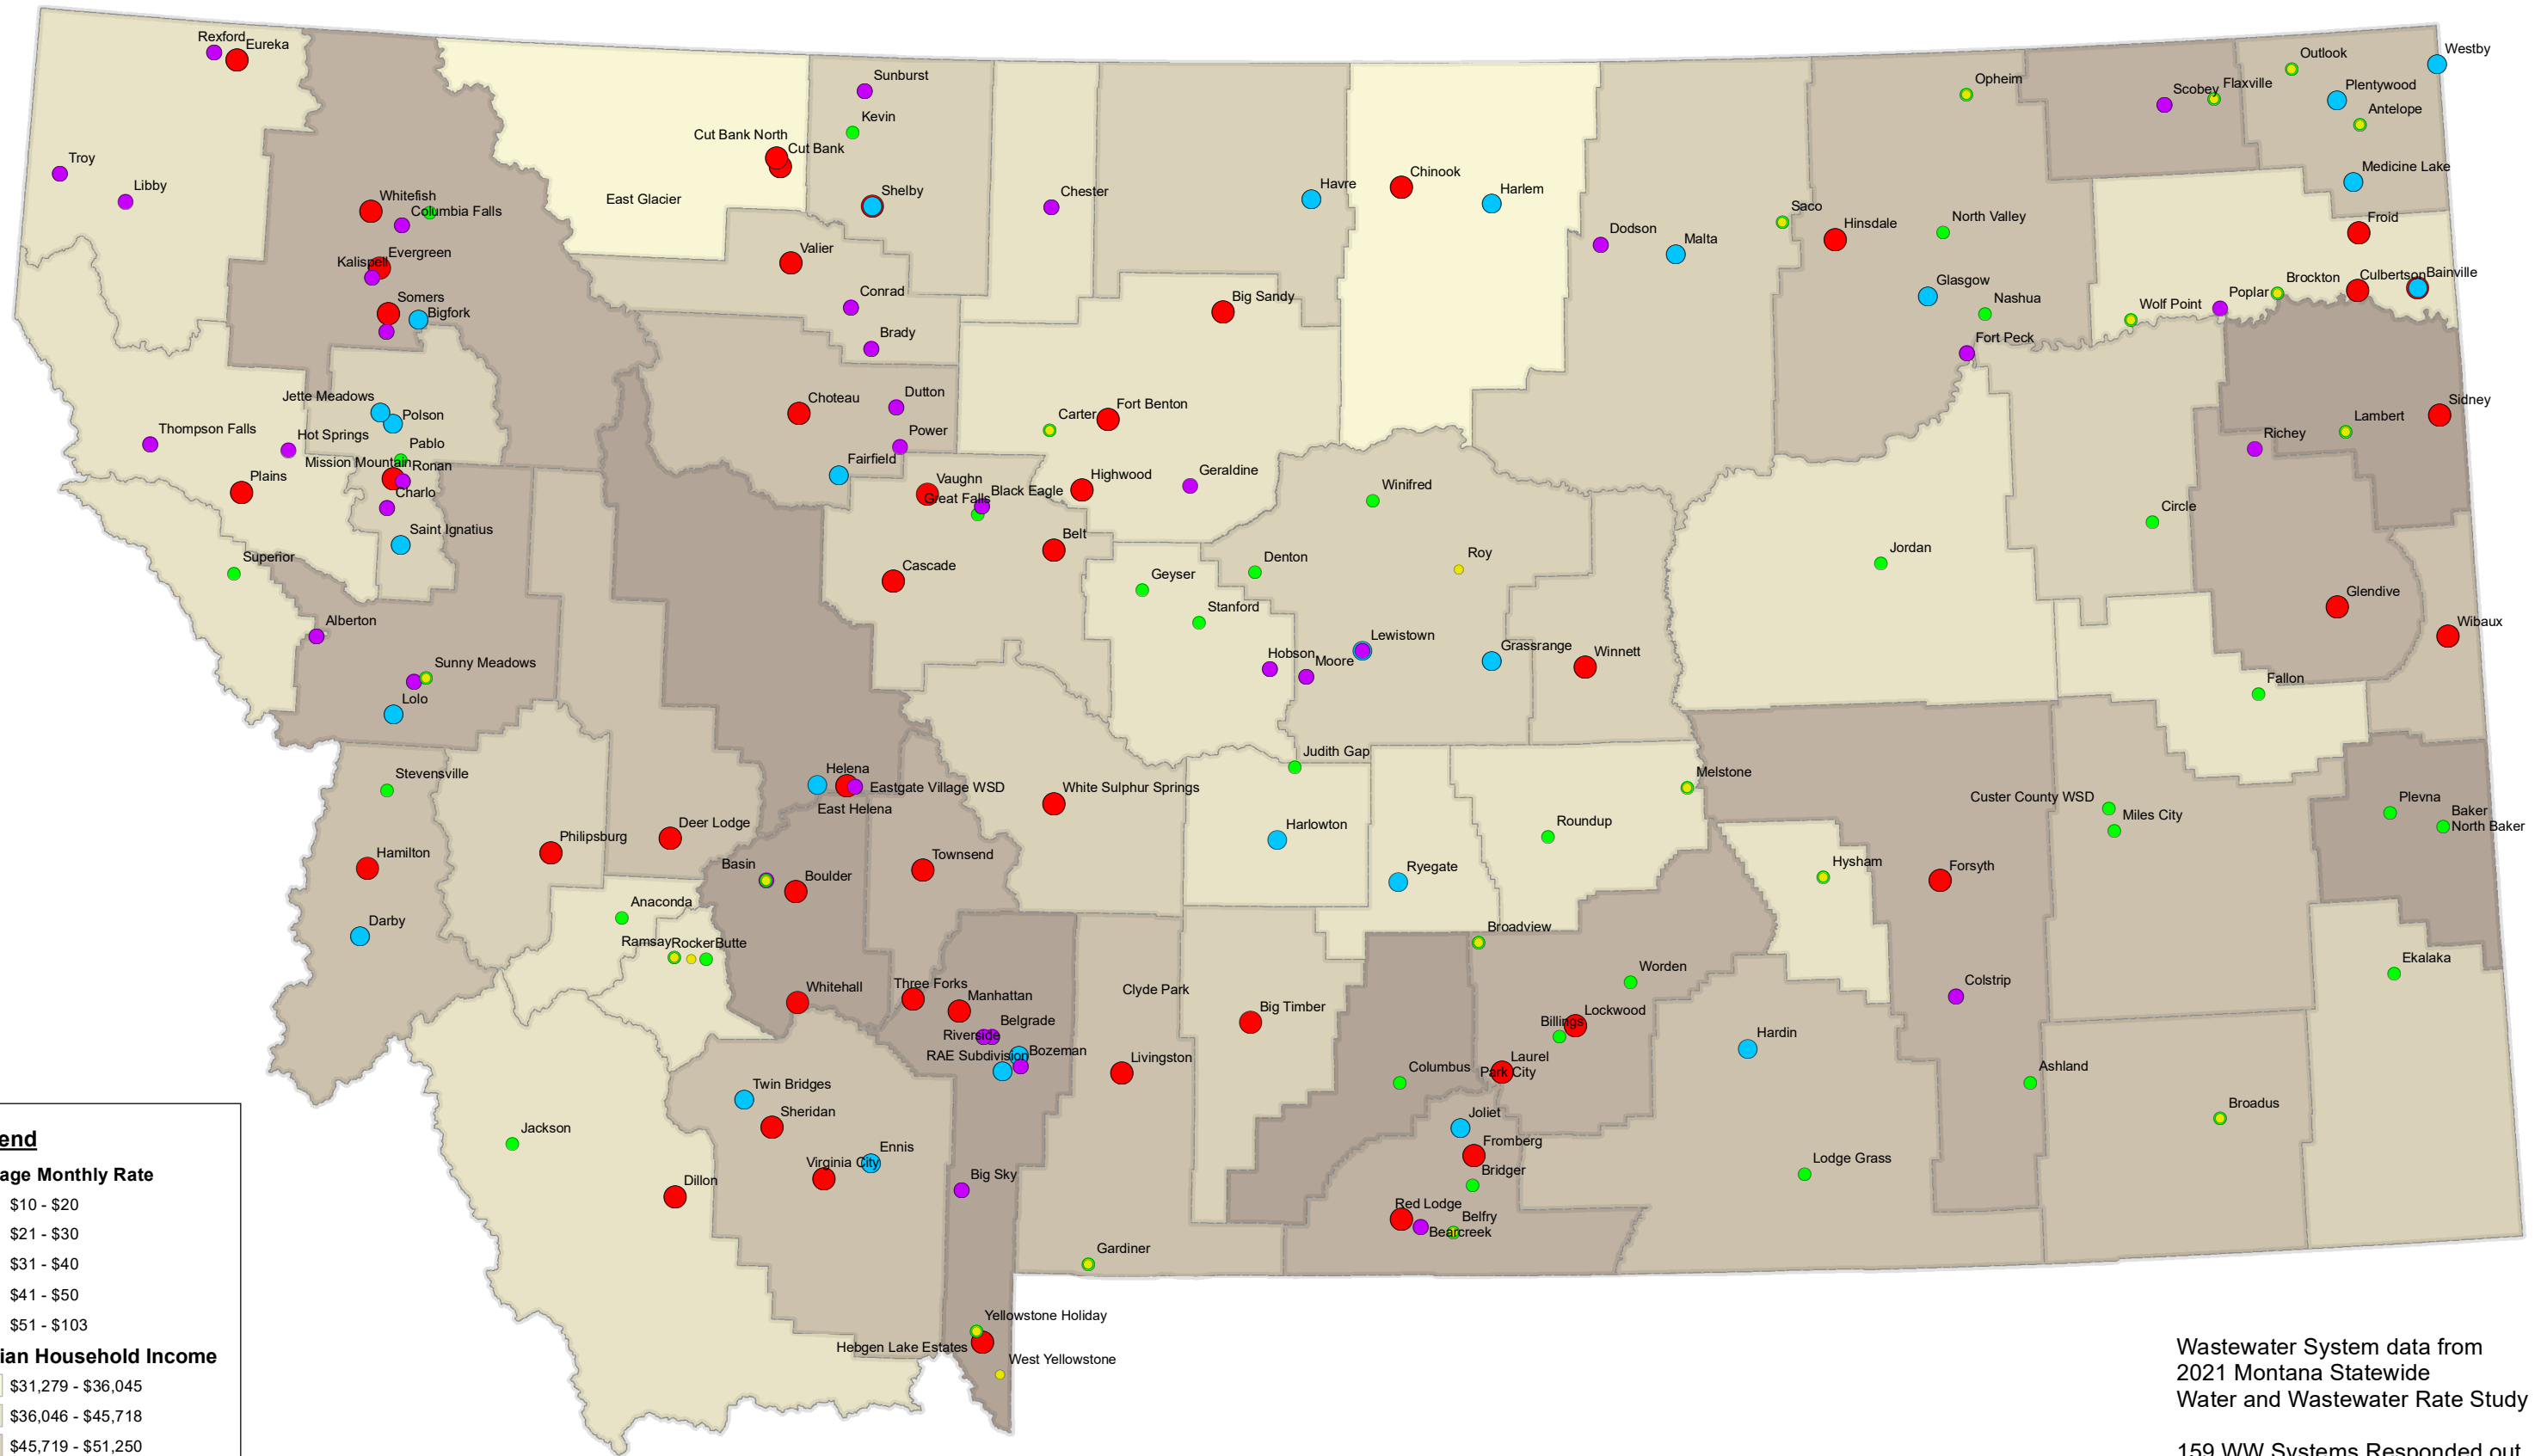 Rexford
Eureka
Troy
Libby
Whitefish
Columbia Falls
Evergreen
Kalispell
Somers
Bigfork
Cut Bank North
Cut Bank
East Glacier
Sunburst
Kevin
Shelby
Valier
Conrad
Brady
Chester
Havre
Chinook
Harlem
Dodson
Malta
Saco
Hinsdale
Opheim
North Valley
Glasgow
Nashua
Fort Peck
Scobey
Flaxville
Outlook
Westby
Plentywood
Antelope
Medicine Lake
Froid
Culbertson
Bainville
Brockton
Poplar
Wolf Point
Big Sandy
Jette Meadows
Polson
Pablo
Thompson Falls
Hot Springs
Mission Mountain
Ronan
Plains
Charlo
Saint Ignatius
Superior
Choteau
Dutton
Power
Fairfield
Carter
Fort Benton
Vaughn
Great Falls
Black Eagle
Highwood
Geraldine
Belt
Cascade
Winifred
Denton
Roy
Geyser
Stanford
Lewistown
Hobson
Moore
Grassrange
Winnett
Jordan
Circle
Richey
Lambert
Sidney
Glendive
Wibaux
Fallon
Alberton
Sunny Meadows
Lolo
Stevensville
Hamilton
Darby
Philipsburg
Deer Lodge
Helena
Eastgate Village WSD
East Helena
White Sulphur Springs
Townsend
Basin
Boulder
Anaconda
Ramsay
Rocker
Butte
Whitehall
Judith Gap
Harlowton
Ryegate
Roundup
Melstone
Custer County WSD
Miles City
Plevna
Baker
North Baker
Hysham
Forsyth
Colstrip
Ekalaka
Broadview
Worden
Lockwood
Billings
Laurel
Park City
Hardin
Columbus
Ashland
Broadus
Three Forks
Manhattan
Belgrade
Riverside
RAE Subdivision
Bozeman
Clyde Park
Big Timber
Livingston
Twin Bridges
Sheridan
Ennis
Virginia City
Jackson
Dillon
Big Sky
Joliet
Fromberg
Bridger
Lodge Grass
Red Lodge
Belfry
Bearcreek
Gardiner
Yellowstone Holiday
Hebgen Lake Estates
West Yellowstone
end
age Monthly Rate
$10 - $20
$21 - $30
$31 - $40
$41 - $50
$51 - $103
ian Household Income
$31,279 - $36,045
$36,046 - $45,718
$45,719 - $51,250
Wastewater System data from
2021 Montana Statewide
Water and Wastewater Rate Study
159 WW Systems Responded out